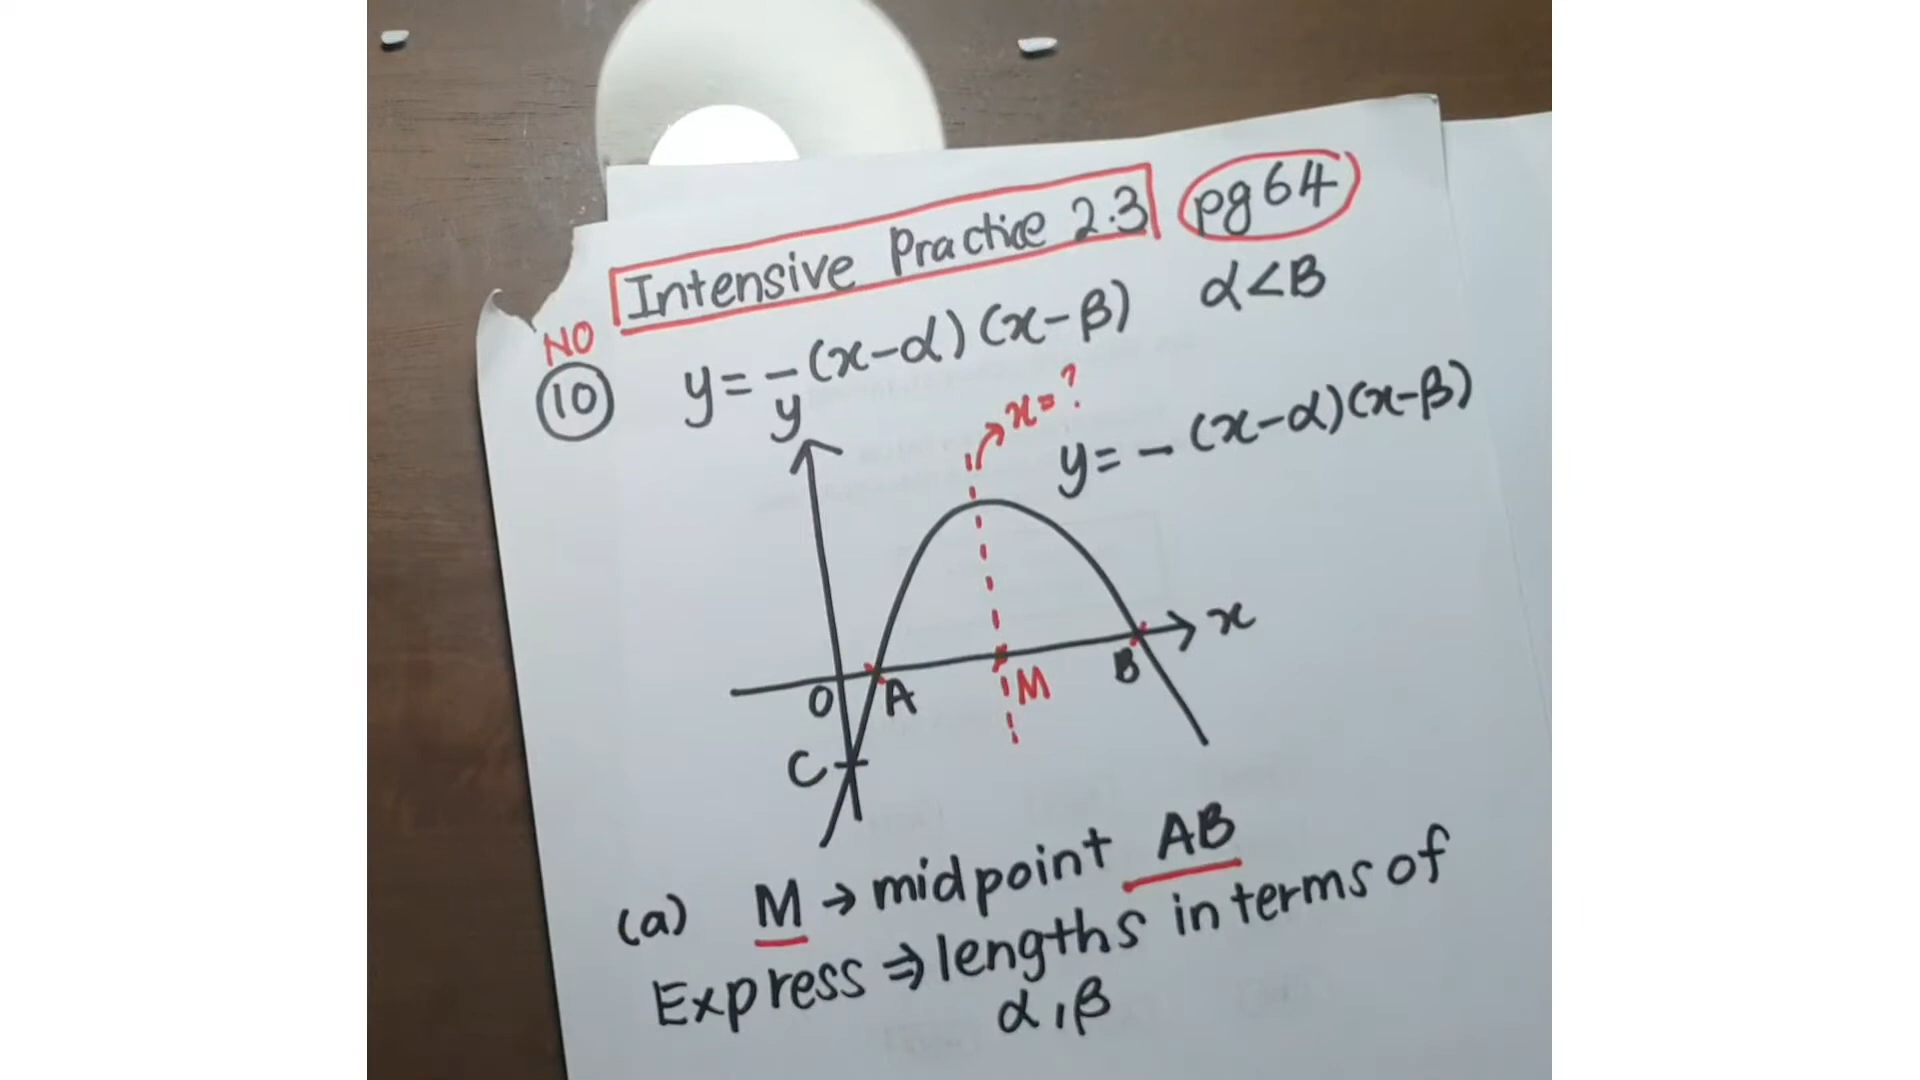 Intensive Practice 2.3 pg 64
NO
10 y = -(x-α)(x-β) α<B
y
x=?
y = -(x-α)(x-β)
x
O A M B
C
(a) M → midpoint AB
Express ⇒ lengths in terms of
α, β